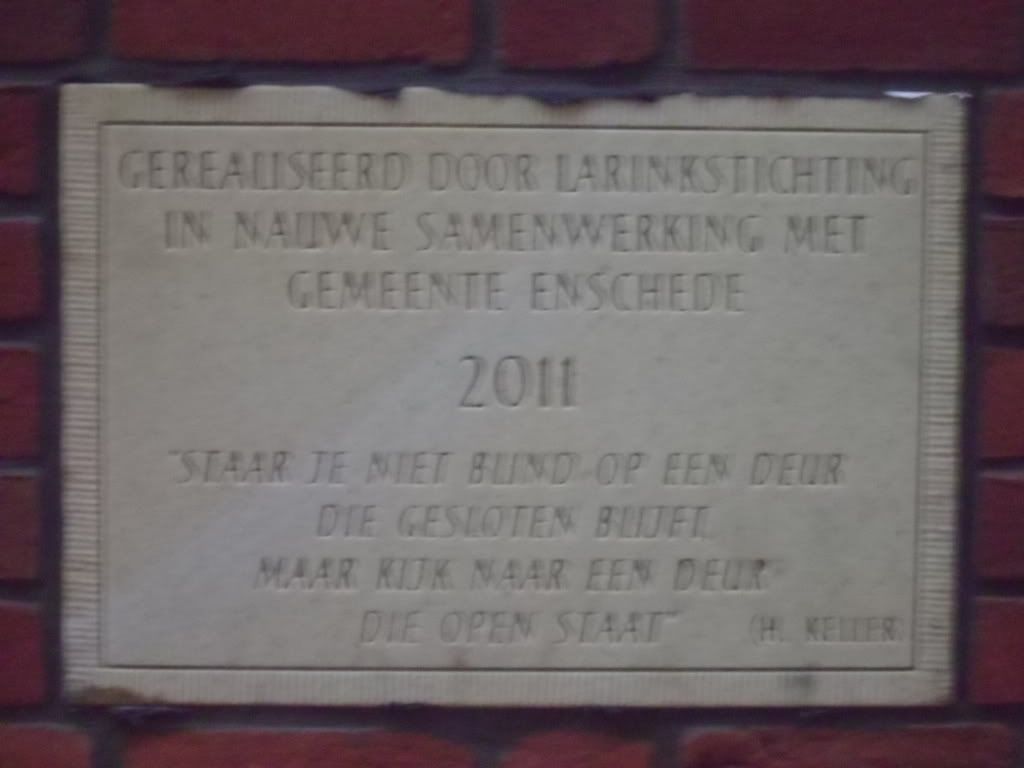 GEREALISEERD DOOR LARINKSTICHTING
IN NAUWE SAMENWERKING MET
GEMEENTE ENSCHEDE
2011
"STAAR JE NIET BLIND OP EEN DEUR
DIE GESLOTEN BLIJFT,
MAAR KIJK NAAR EEN DEUR
DIE OPEN STAAT" (H. KELLER)